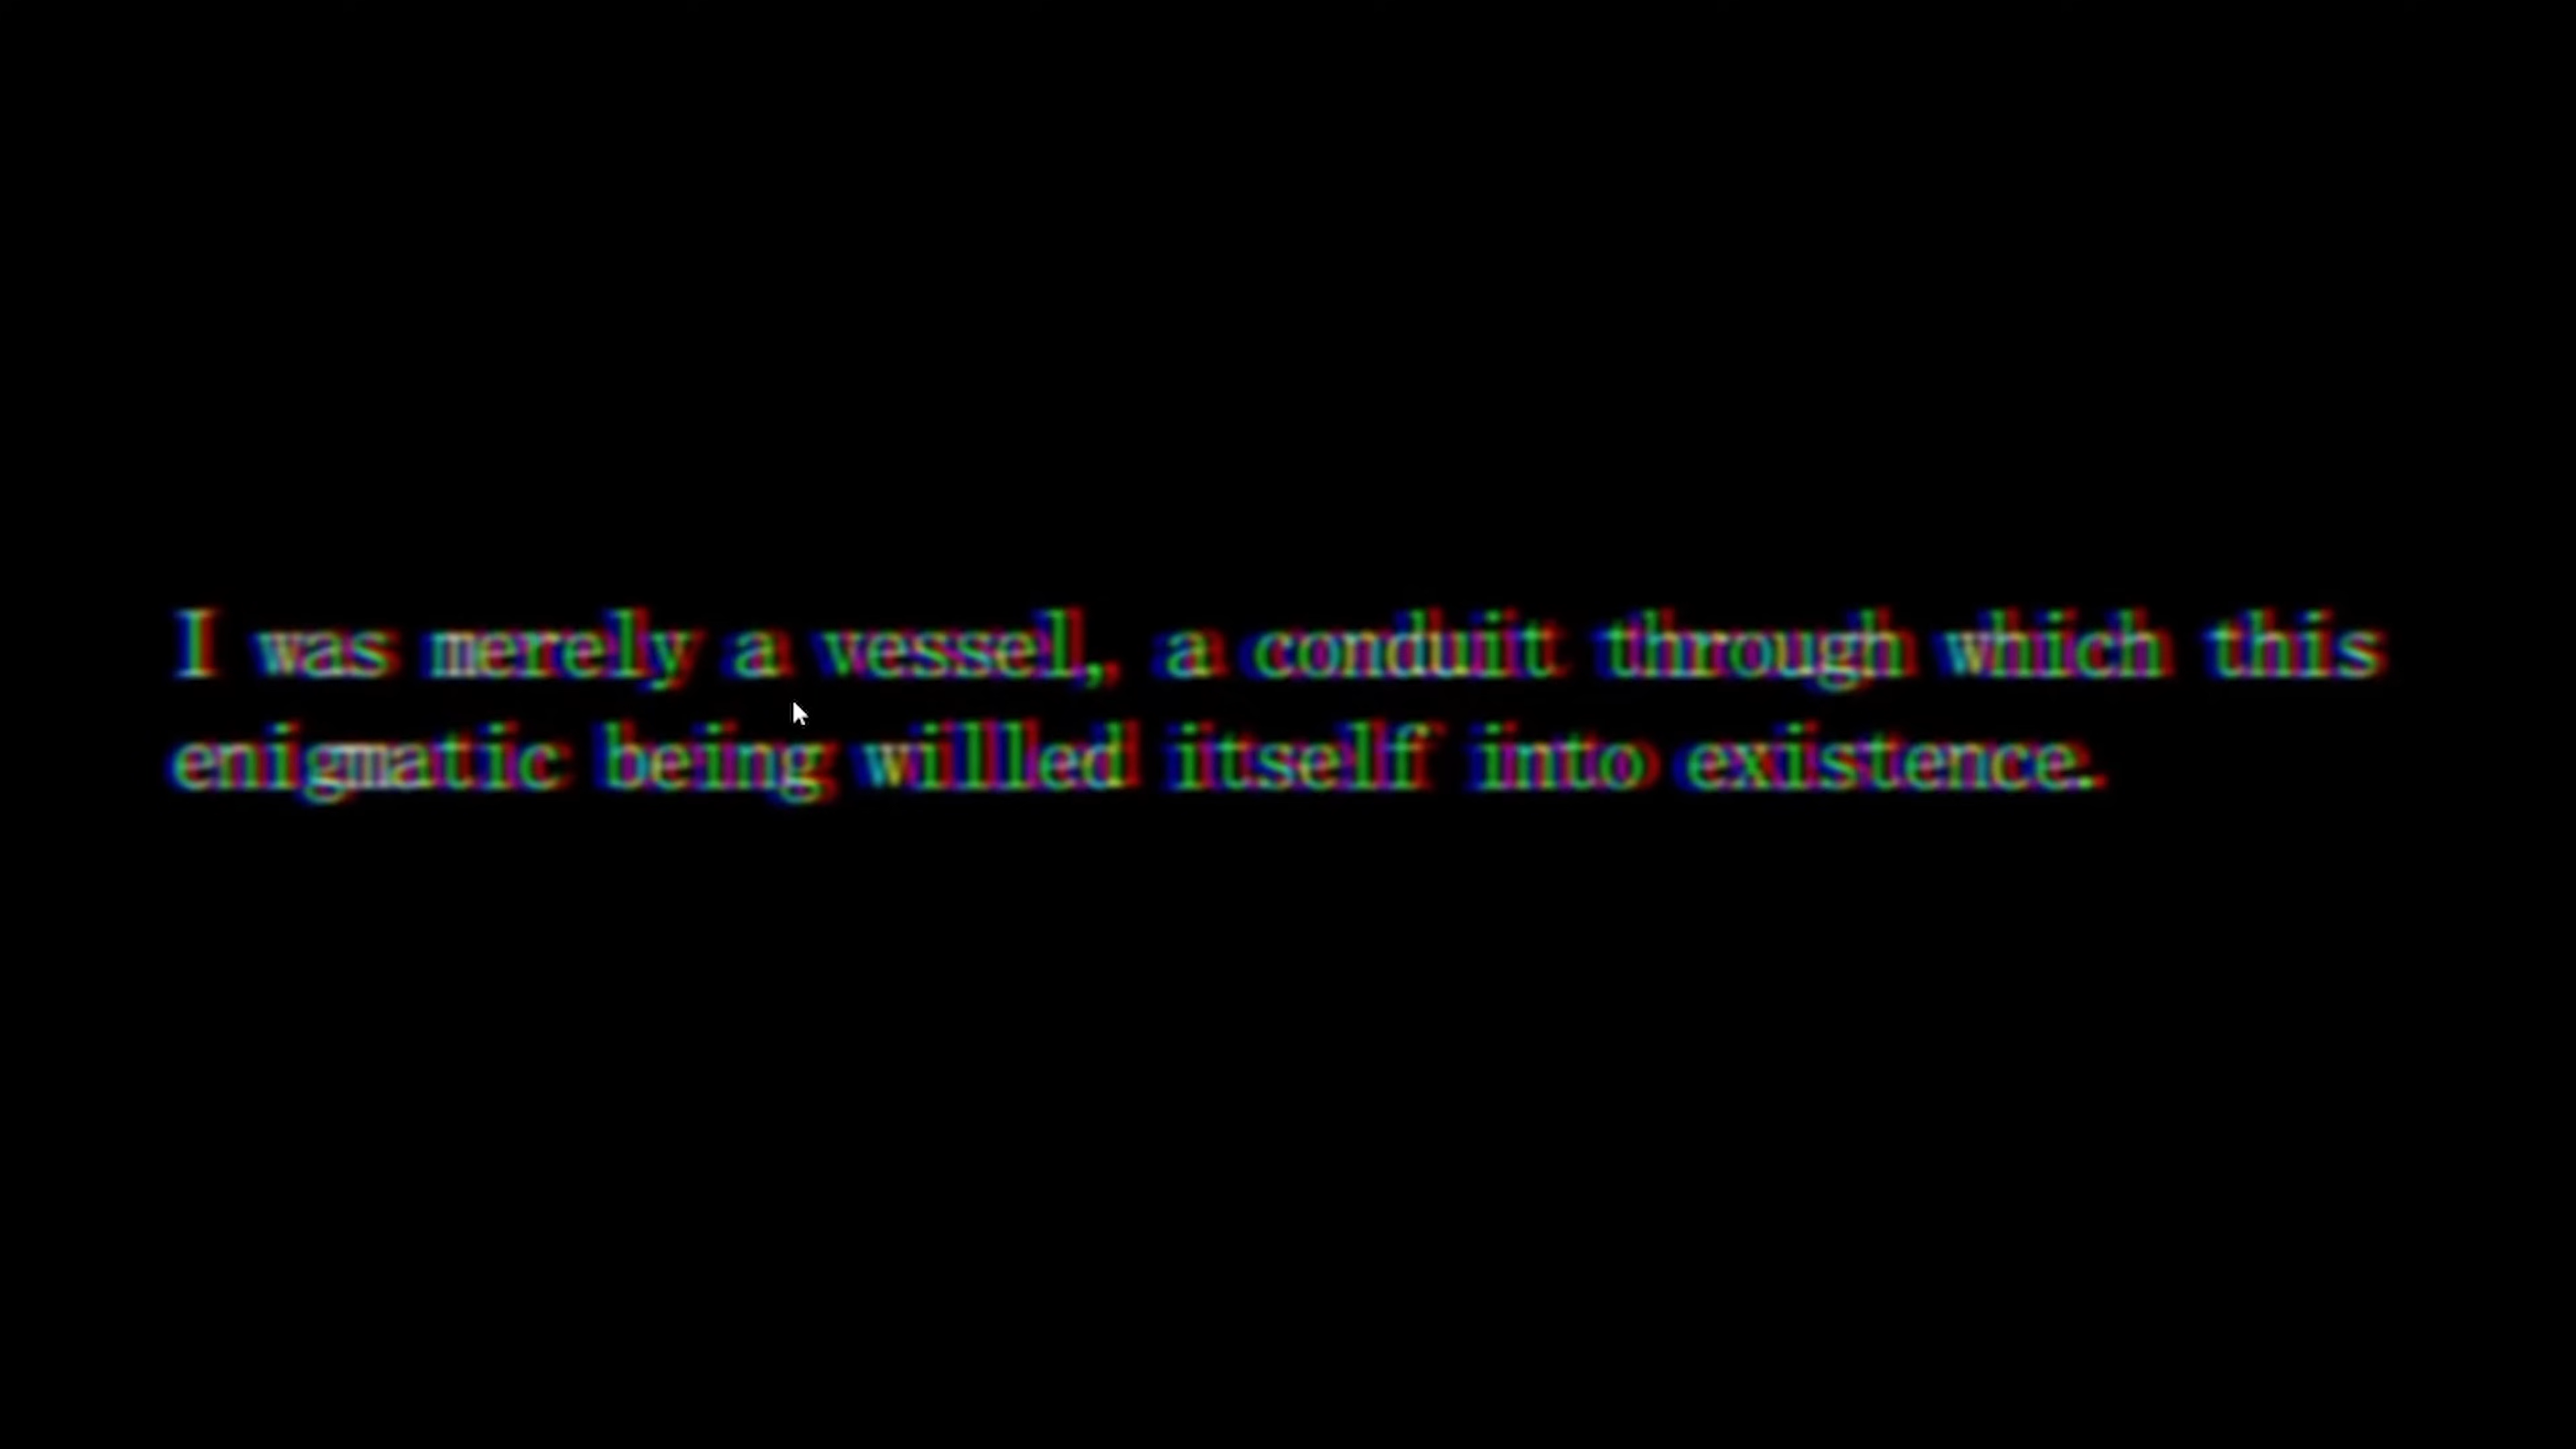 I was merely a vessel, a conduit through which this
enigmatic being willed itself into existence.